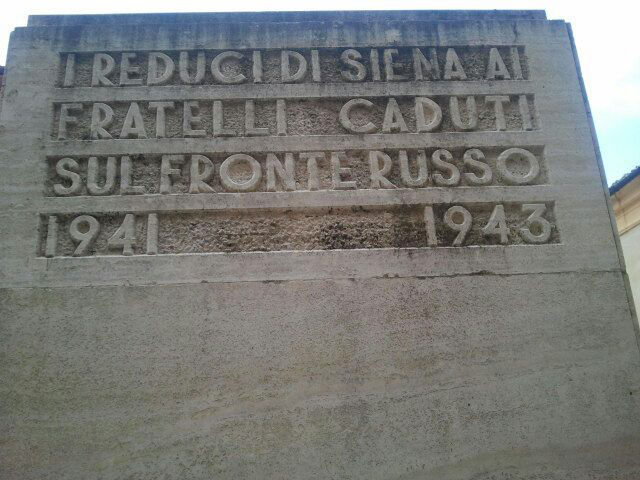 I REDUCI DI SIENA AI
FRATELLI CADUTI
SUL FRONTE RUSSO
1941 1943